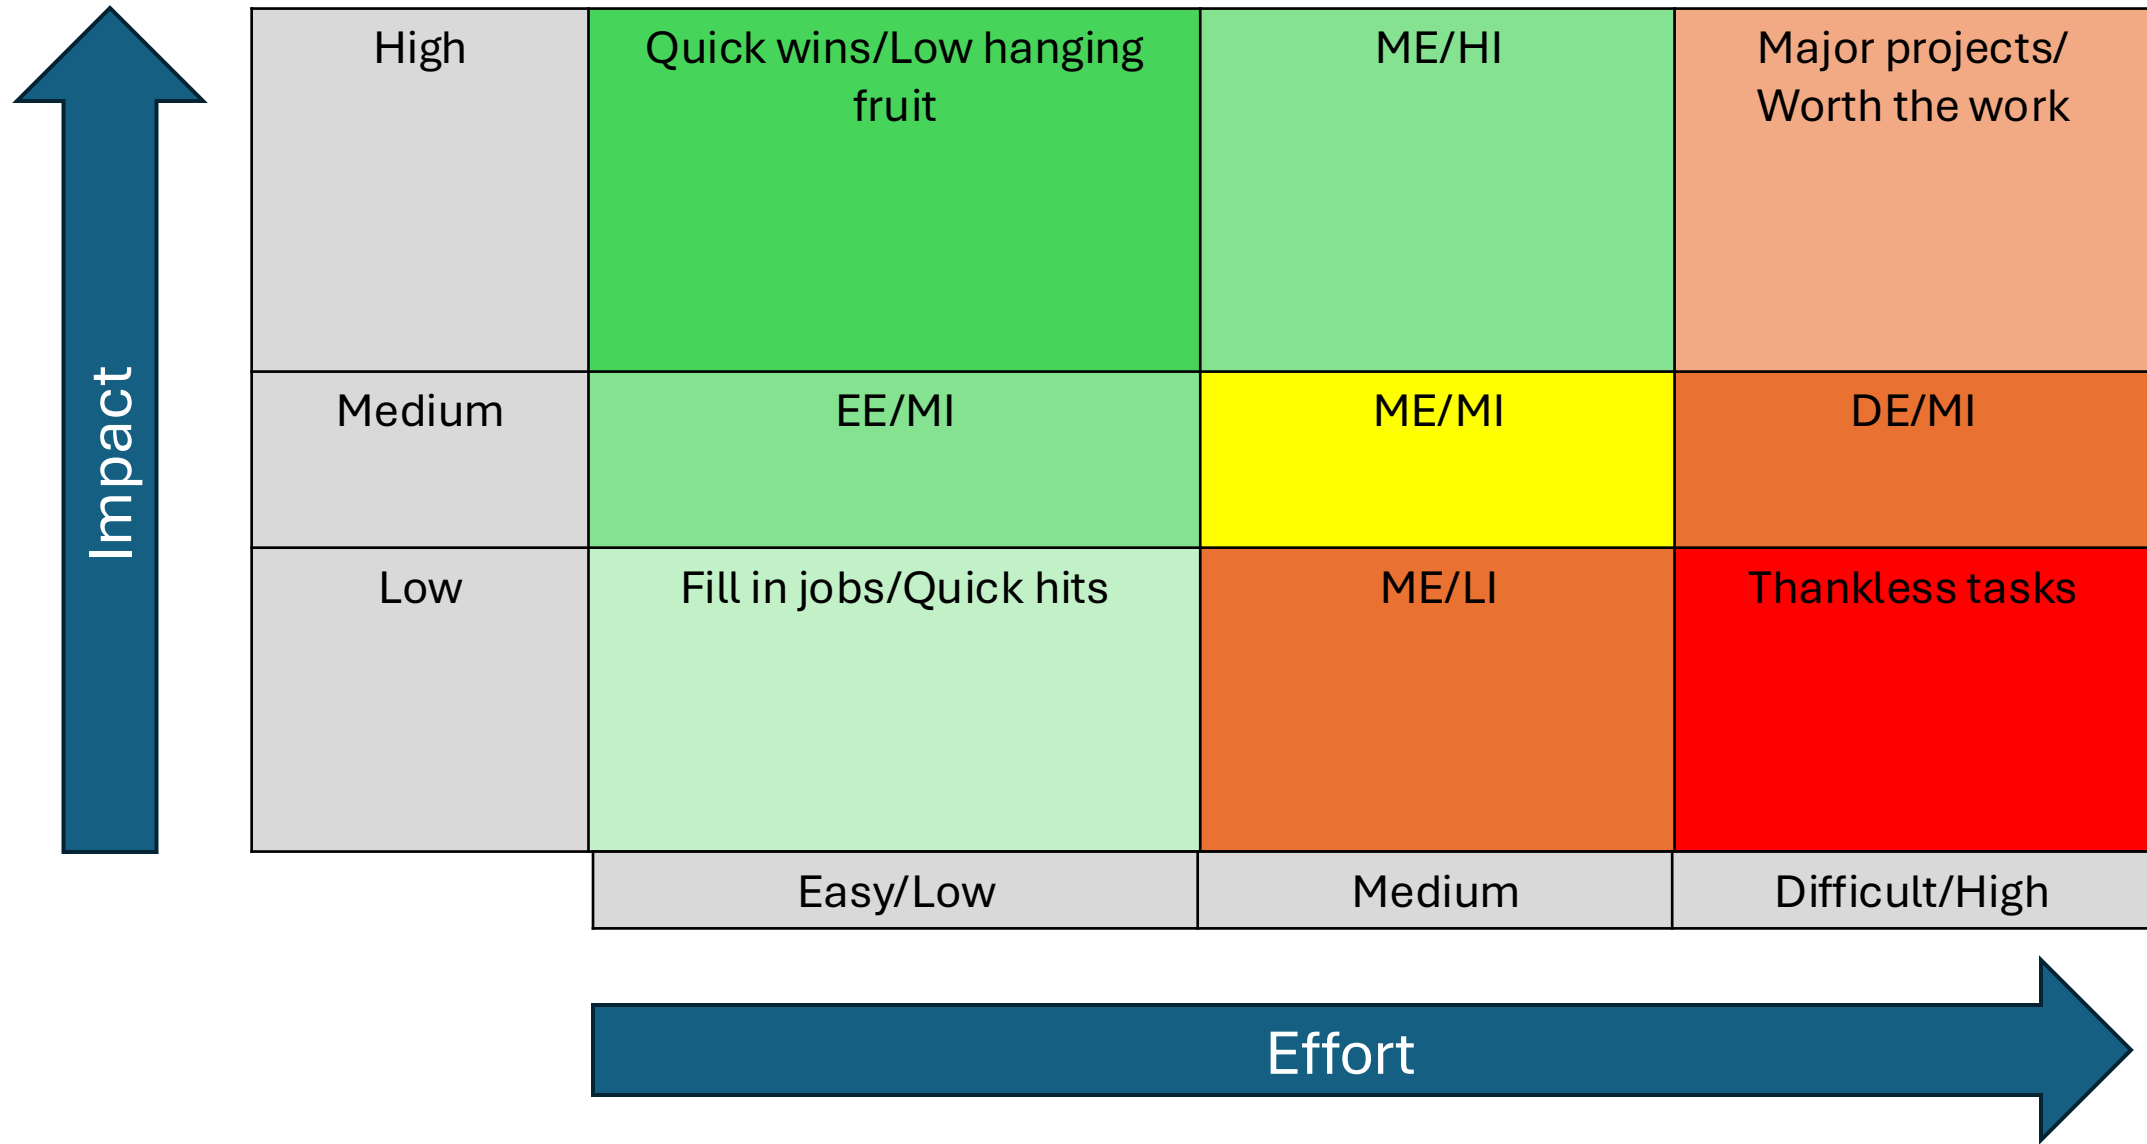 High
Quick wins/Low hanging
fruit
ME/HI
Major projects/
Worth the work
Impact
Medium
EE/MI
ME/MI
DE/MI
Low
Fill in jobs/Quick hits
ME/LI
Thankless tasks
Easy/Low
Medium
Difficult/High
Effort